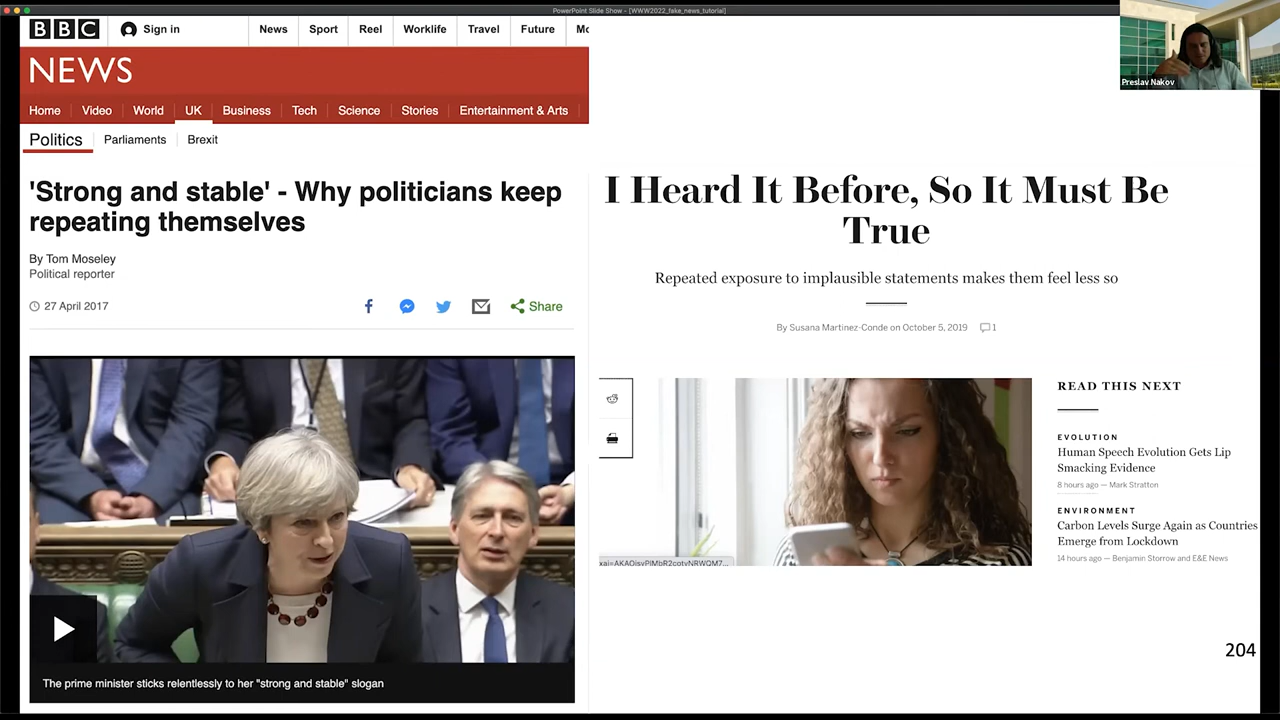 PowerPoint Slide Show - [WWW2022_fake_news_tutorial]
BBC
Sign in
News
Sport
Reel
Worklife
Travel
Future
NEWS
Home
Video
World
UK
Business
Tech
Science
Stories
Entertainment & Arts
Politics
Parliaments
Brexit
'Strong and stable' - Why politicians keep
repeating themselves
By Tom Moseley
Political reporter
27 April 2017
Share
The prime minister sticks relentlessly to her "strong and stable" slogan
Preslav Nakov
I Heard It Before, So It Must Be
True
Repeated exposure to implausible statements makes them feel less so
By Susana Martinez-Conde on October 5, 2019
1
READ THIS NEXT
EVOLUTION
Human Speech Evolution Gets Lip
Smacking Evidence
8 hours ago — Mark Stratton
ENVIRONMENT
Carbon Levels Surge Again as Countries
Emerge from Lockdown
14 hours ago — Benjamin Storrow and E&E News
204